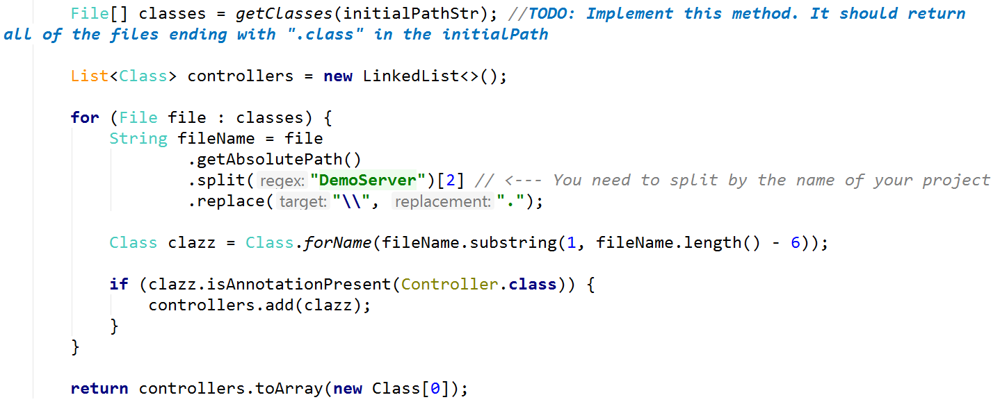 File[] classes = getClasses(initialPathStr); //TODO: Implement this method. It should return
all of the files ending with ".class" in the initialPath
List<Class> controllers = new LinkedList<>();
for (File file : classes) {
String fileName = file
.getAbsolutePath()
.split( regex: "DemoServer")[2] // <--- You need to split by the name of your project
.replace( target: "\\", replacement: ".");
Class clazz = Class.forName(fileName.substring(1, fileName.length() - 6));
if (clazz.isAnnotationPresent(Controller.class)) {
controllers.add(clazz);
}
}
return controllers.toArray(new Class[0]);